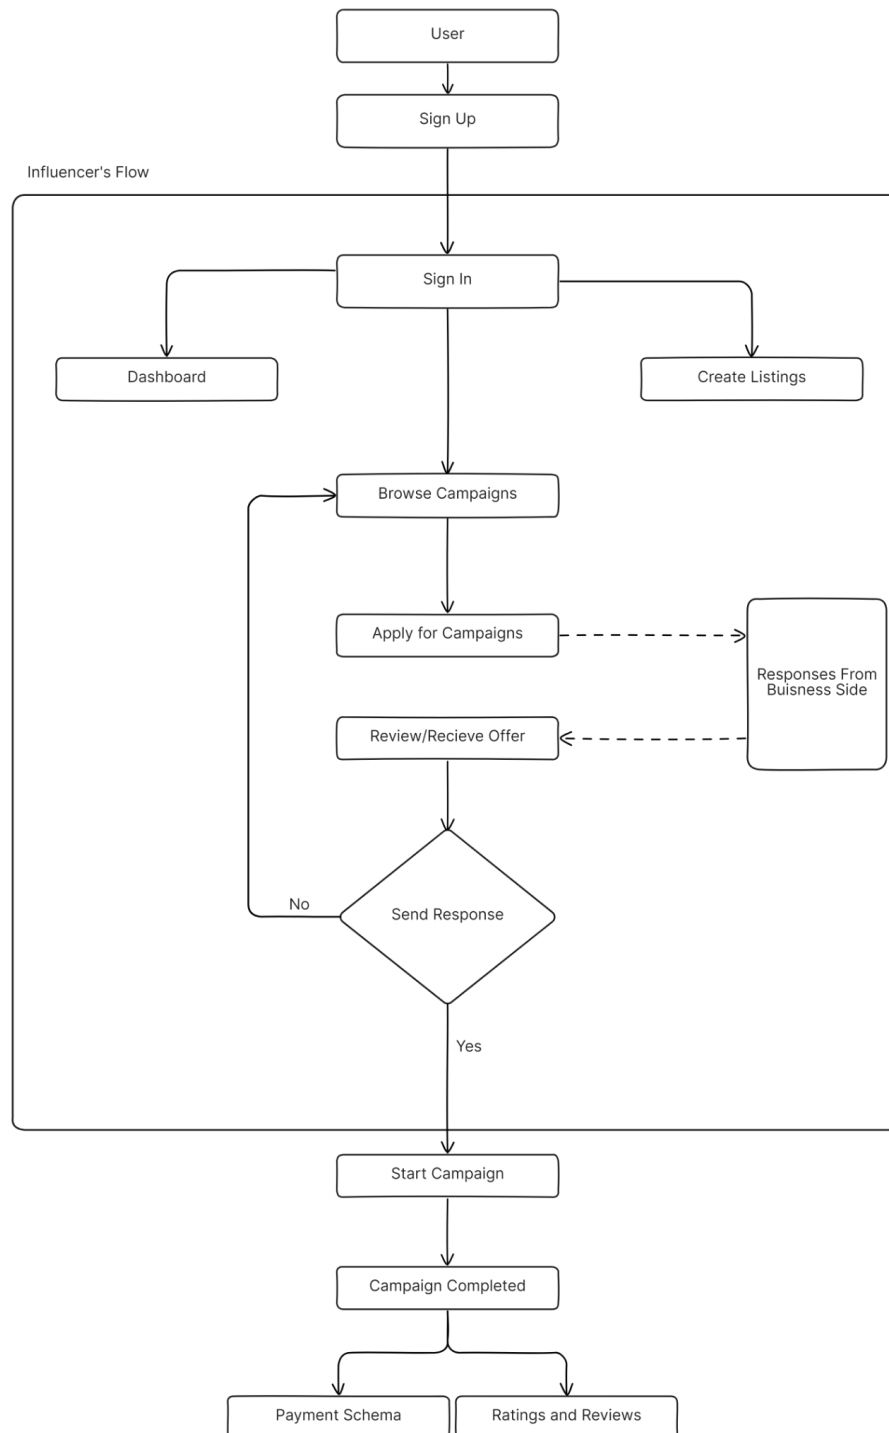 User
Sign Up
Influencer's Flow
Sign In
Dashboard
Create Listings
Browse Campaigns
Apply for Campaigns
Responses From
Buisness Side
Review/Recieve Offer
Send Response
No
Yes
Start Campaign
Campaign Completed
Payment Schema
Ratings and Reviews